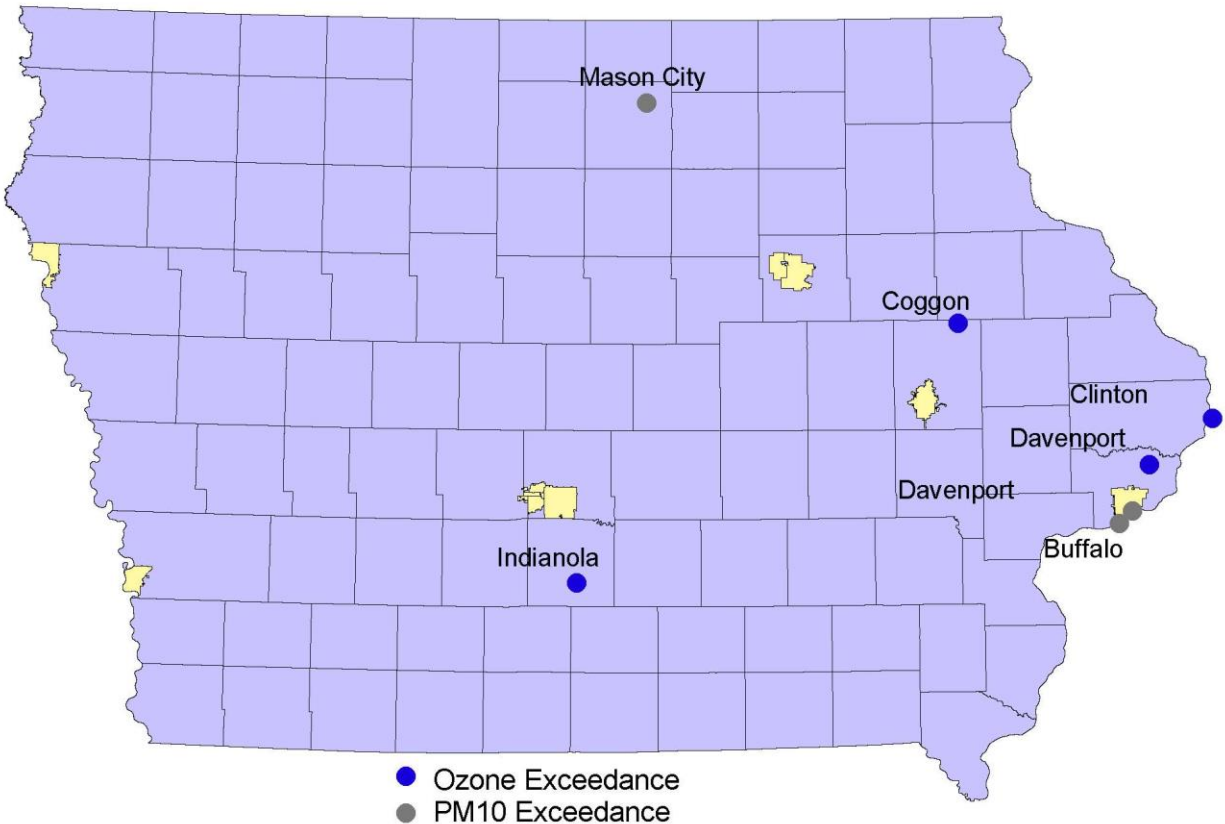 Mason City
Coggon
Clinton
Davenport
Davenport
Buffalo
Indianola
Ozone Exceedance
PM10 Exceedance